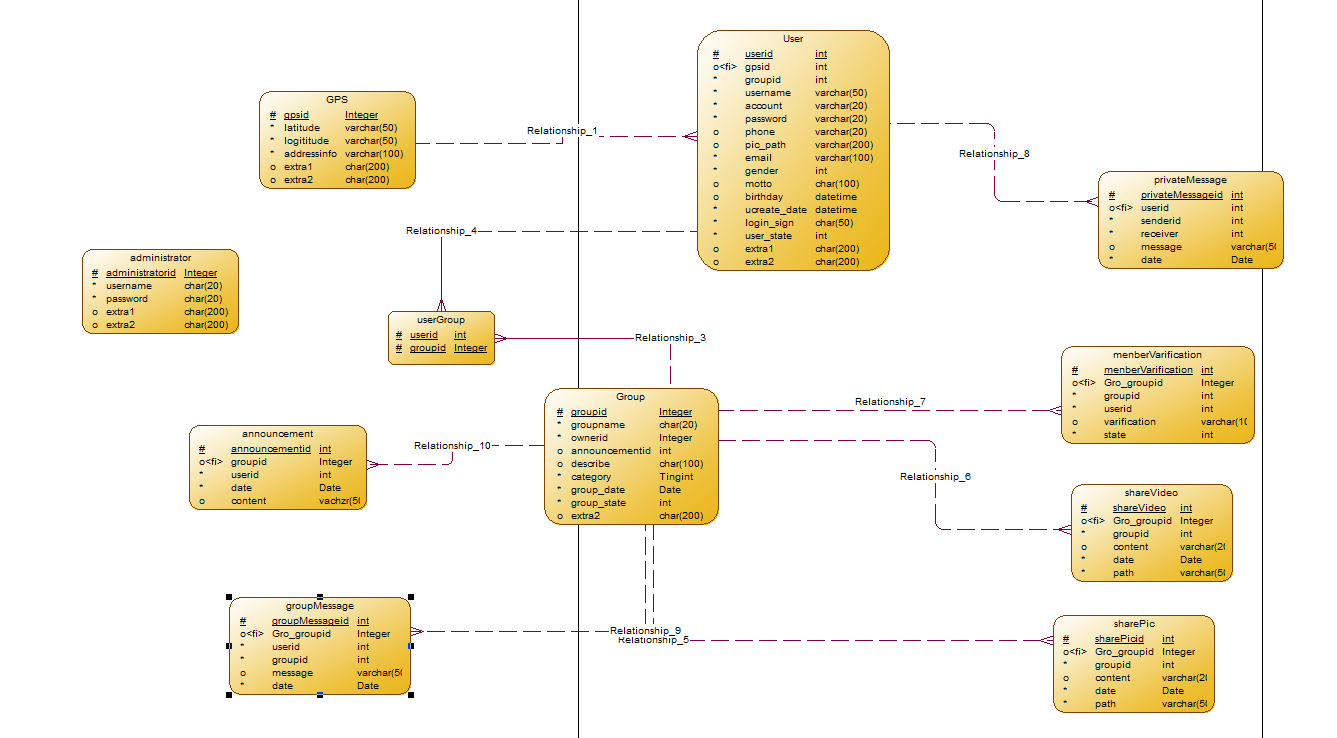 User
# userid int
o<fi> gpsid int
* groupid int
* username varchar(50)
* account varchar(20)
* password varchar(20)
o phone varchar(20)
o pic_path varchar(200)
* email varchar(100)
* gender int
o motto char(100)
o birthday datetime
* ucreate_date datetime
* login_sign char(50)
* user_state int
o extra1 char(200)
o extra2 char(200)
GPS
# gpsid Integer
* latitude varchar(50)
* logititude varchar(50)
* addressinfo varchar(100)
o extra1 char(200)
o extra2 char(200)
Relationship_1
Relationship_8
privateMessage
# privateMessageid int
o<fi> userid int
* senderid int
* receiver int
o message varchar(50
* date Date
Relationship_4
administrator
# administratorid Integer
* username char(20)
* password char(20)
o extra1 char(200)
o extra2 char(200)
userGroup
# userid int
# groupid Integer
Relationship_3
menberVarification
# menberVarification int
o<fi> Gro_groupid Integer
* groupid int
* userid int
o varification varchar(10
* state int
Relationship_7
Group
# groupid Integer
* groupname char(20)
* ownerid Integer
o announcementid int
o describe char(100)
* category Tingint
* group_date Date
* group_state int
o extra2 char(200)
announcement
# announcementid int
o<fi> groupid Integer
* userid int
* date Date
o content vachzr(50
Relationship_10
Relationship_6
shareVideo
# shareVideo int
o<fi> Gro_groupid Integer
* groupid int
o content varchar(20
* date Date
* path varchar(50
groupMessage
# groupMessageid int
o<fi> Gro_groupid Integer
* userid int
* groupid int
o message varchar(50
* date Date
Relationship_9
Relationship_5
sharePic
# sharePicid int
o<fi> Gro_groupid Integer
* groupid int
o content varchar(20
* date Date
* path varchar(50